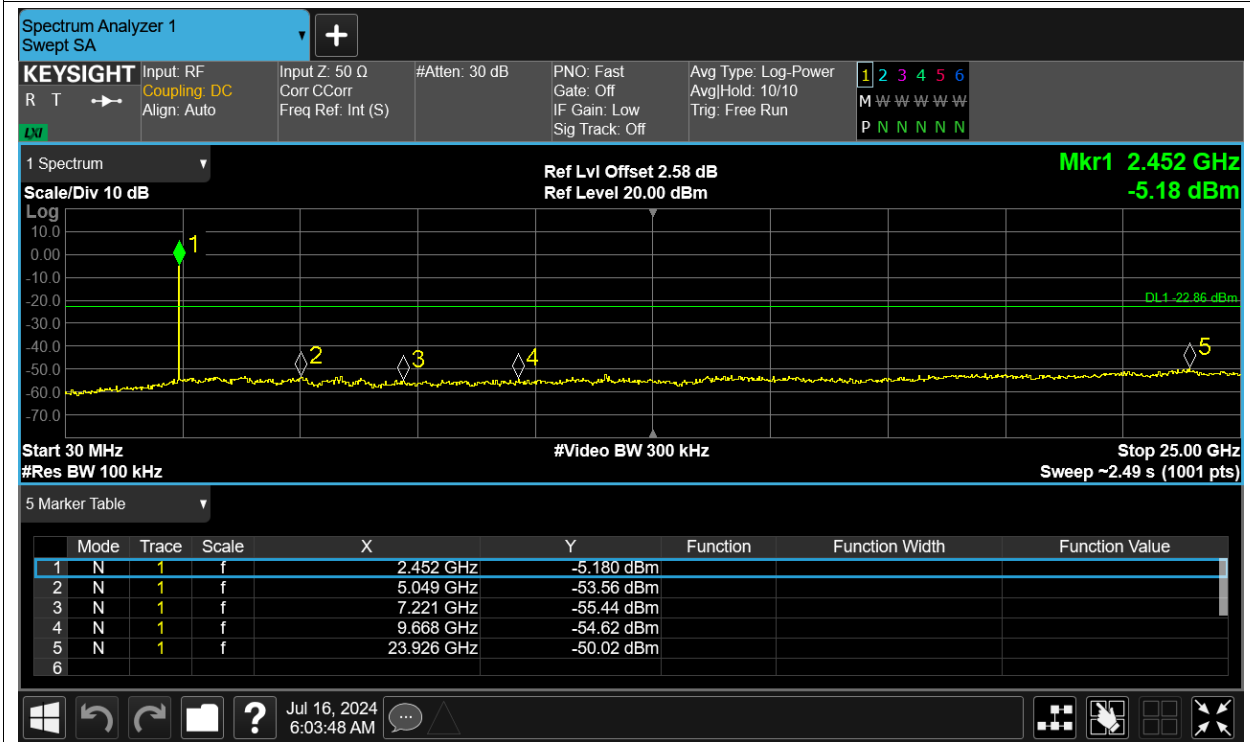 Spectrum Analyzer 1
Swept SA
KEYSIGHT
R T
LXI
Input: RF
Coupling: DC
Align: Auto
Input Z: 50 Ω
Corr CCorr
Freq Ref: Int (S)
#Atten: 30 dB
PNO: Fast
Gate: Off
IF Gain: Low
Sig Track: Off
Avg Type: Log-Power
Avg|Hold: 10/10
Trig: Free Run
1 2 3 4 5 6
M W W W W W
P N N N N N
1 Spectrum
Scale/Div 10 dB
Log
Ref Lvl Offset 2.58 dB
Ref Level 20.00 dBm
Mkr1 2.452 GHz
-5.18 dBm
10.0
0.00
-10.0
-20.0
-30.0
-40.0
-50.0
-60.0
-70.0
1
2
3
4
5
DL1 -22.86 dBm
Start 30 MHz
#Res BW 100 kHz
#Video BW 300 kHz
Stop 25.00 GHz
Sweep ~2.49 s (1001 pts)
5 Marker Table
Mode Trace Scale X Y Function Function Width Function Value
1 N 1 f 2.452 GHz -5.180 dBm
2 N 1 f 5.049 GHz -53.56 dBm
3 N 1 f 7.221 GHz -55.44 dBm
4 N 1 f 9.668 GHz -54.62 dBm
5 N 1 f 23.926 GHz -50.02 dBm
6
?
Jul 16, 2024
6:03:48 AM